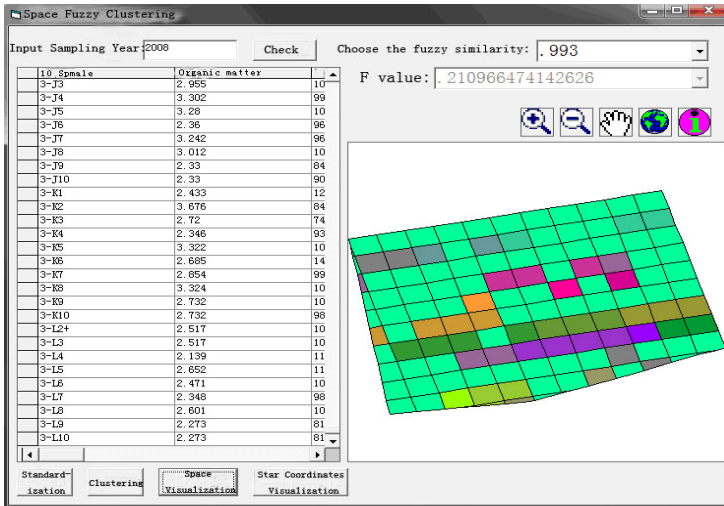 Space Fuzzy Clustering
Input Sampling Year: 2008 Check Choose the fuzzy similarity: .993
F value: .210966474142626
10_Spmale Organic matter
3-J3 2.955 10
3-J4 3.302 99
3-J5 3.28 10
3-J6 2.36 96
3-J7 3.242 96
3-J8 3.012 10
3-J9 2.33 84
3-J10 2.33 90
3-K1 2.433 12
3-K2 3.676 84
3-K3 2.72 74
3-K4 2.346 93
3-K5 3.322 10
3-K6 2.685 14
3-K7 2.854 99
3-K8 3.324 10
3-K9 2.732 10
3-K10 2.732 98
3-L2+ 2.517 10
3-L3 2.517 10
3-L4 2.139 11
3-L5 2.652 11
3-L6 2.471 10
3-L7 2.348 98
3-L8 2.601 10
3-L9 2.273 81
3-L10 2.273 81
Standard-
ization
Clustering
Space
Visualization
Star Coordinates
Visualization